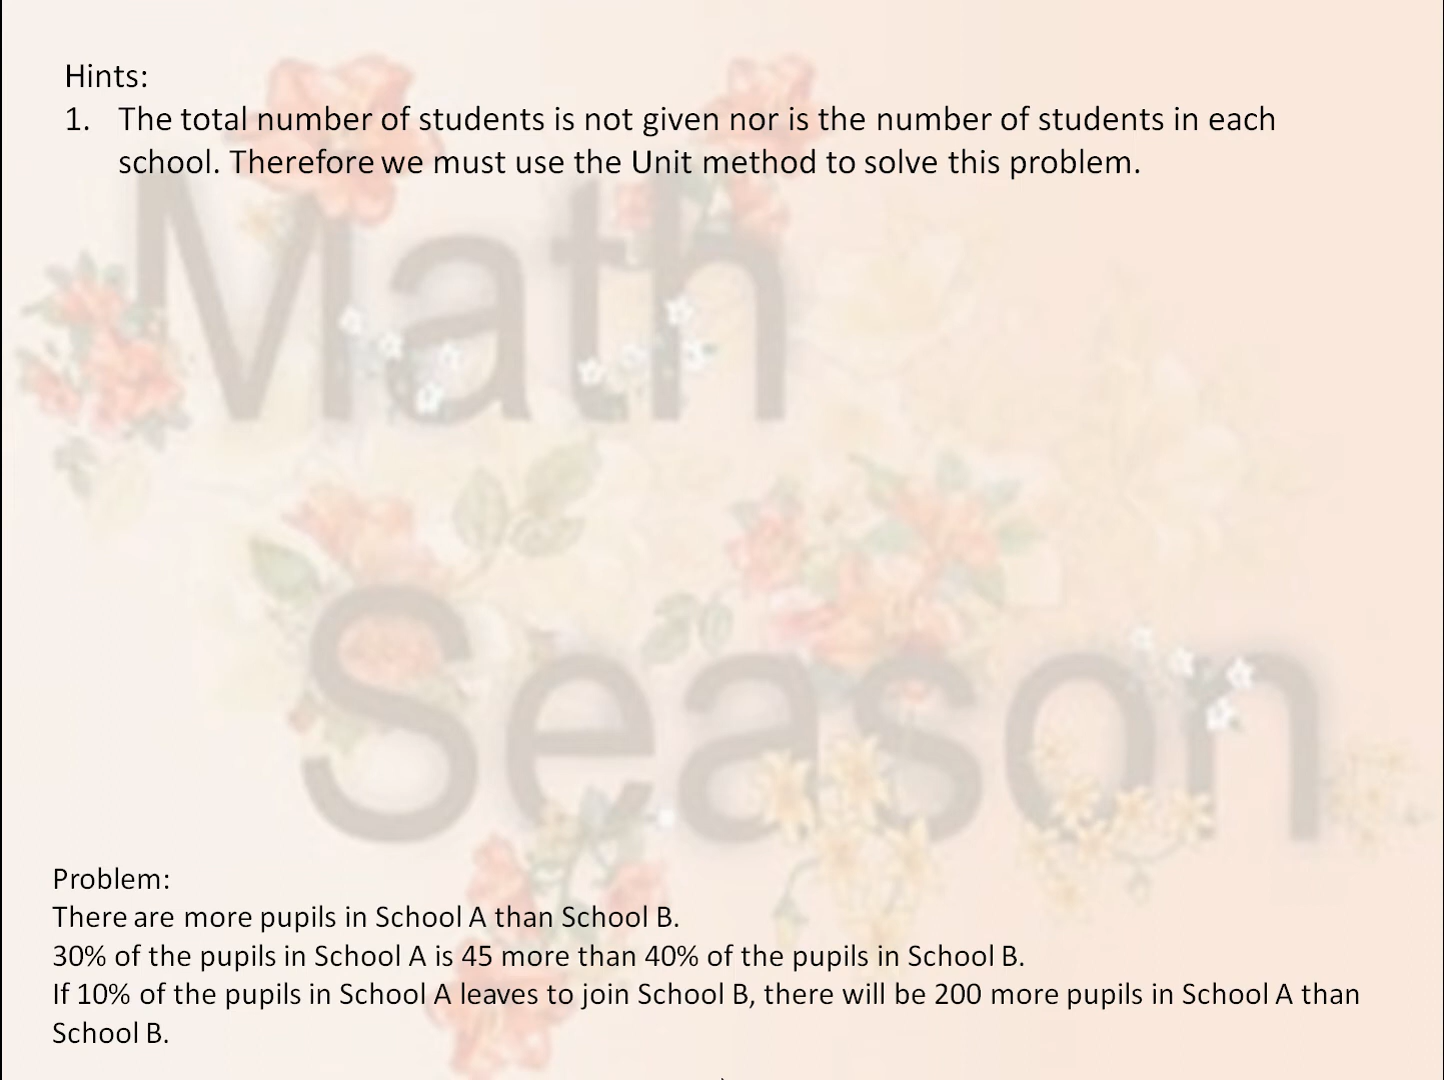 Hints:
1. The total number of students is not given nor is the number of students in each
school. Therefore we must use the Unit method to solve this problem.
Math
Season
Problem:
There are more pupils in School A than School B.
30% of the pupils in School A is 45 more than 40% of the pupils in School B.
If 10% of the pupils in School A leaves to join School B, there will be 200 more pupils in School A than
School B.